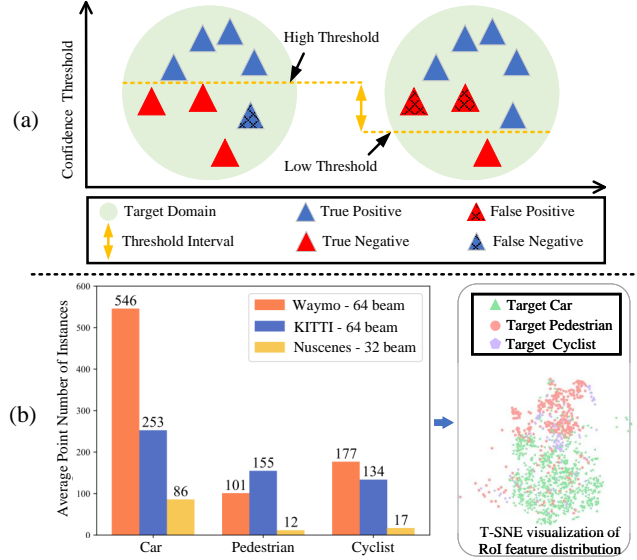 (a)
Confidence Threshold
High Threshold
Low Threshold
Target Domain
True Positive
False Positive
Threshold Interval
True Negative
False Negative
(b)
Average Point Number of Instances
600
500
400
300
200
100
0
546
253
86
101
155
12
177
134
17
Car
Pedestrian
Cyclist
Waymo - 64 beam
KITTI - 64 beam
Nuscenes - 32 beam
Target Car
Target Pedestrian
Target Cyclist
T-SNE visualization of
RoI feature distribution